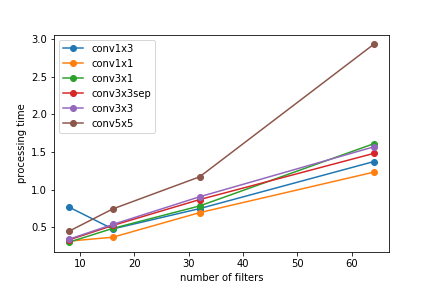 3.0
2.5
2.0
1.5
1.0
0.5
processing time
conv1x3
conv1x1
conv3x1
conv3x3sep
conv3x3
conv5x5
10 20 30 40 50 60
number of filters